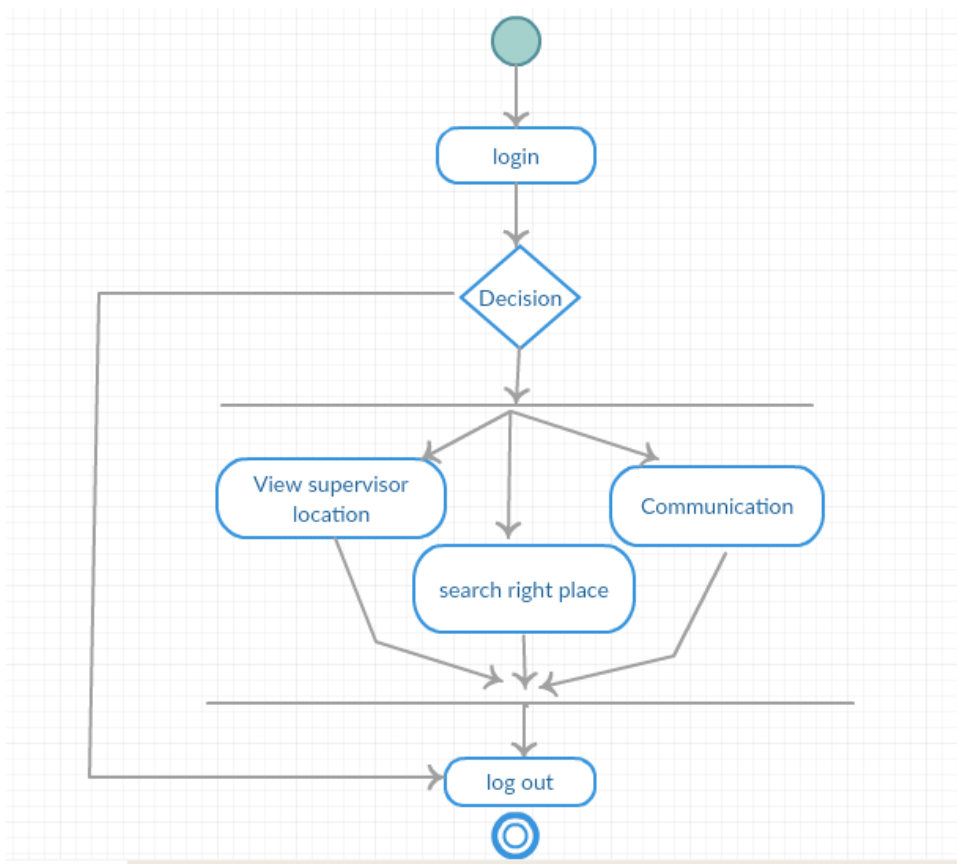 login
Decision
View supervisor
location
Communication
search right place
log out